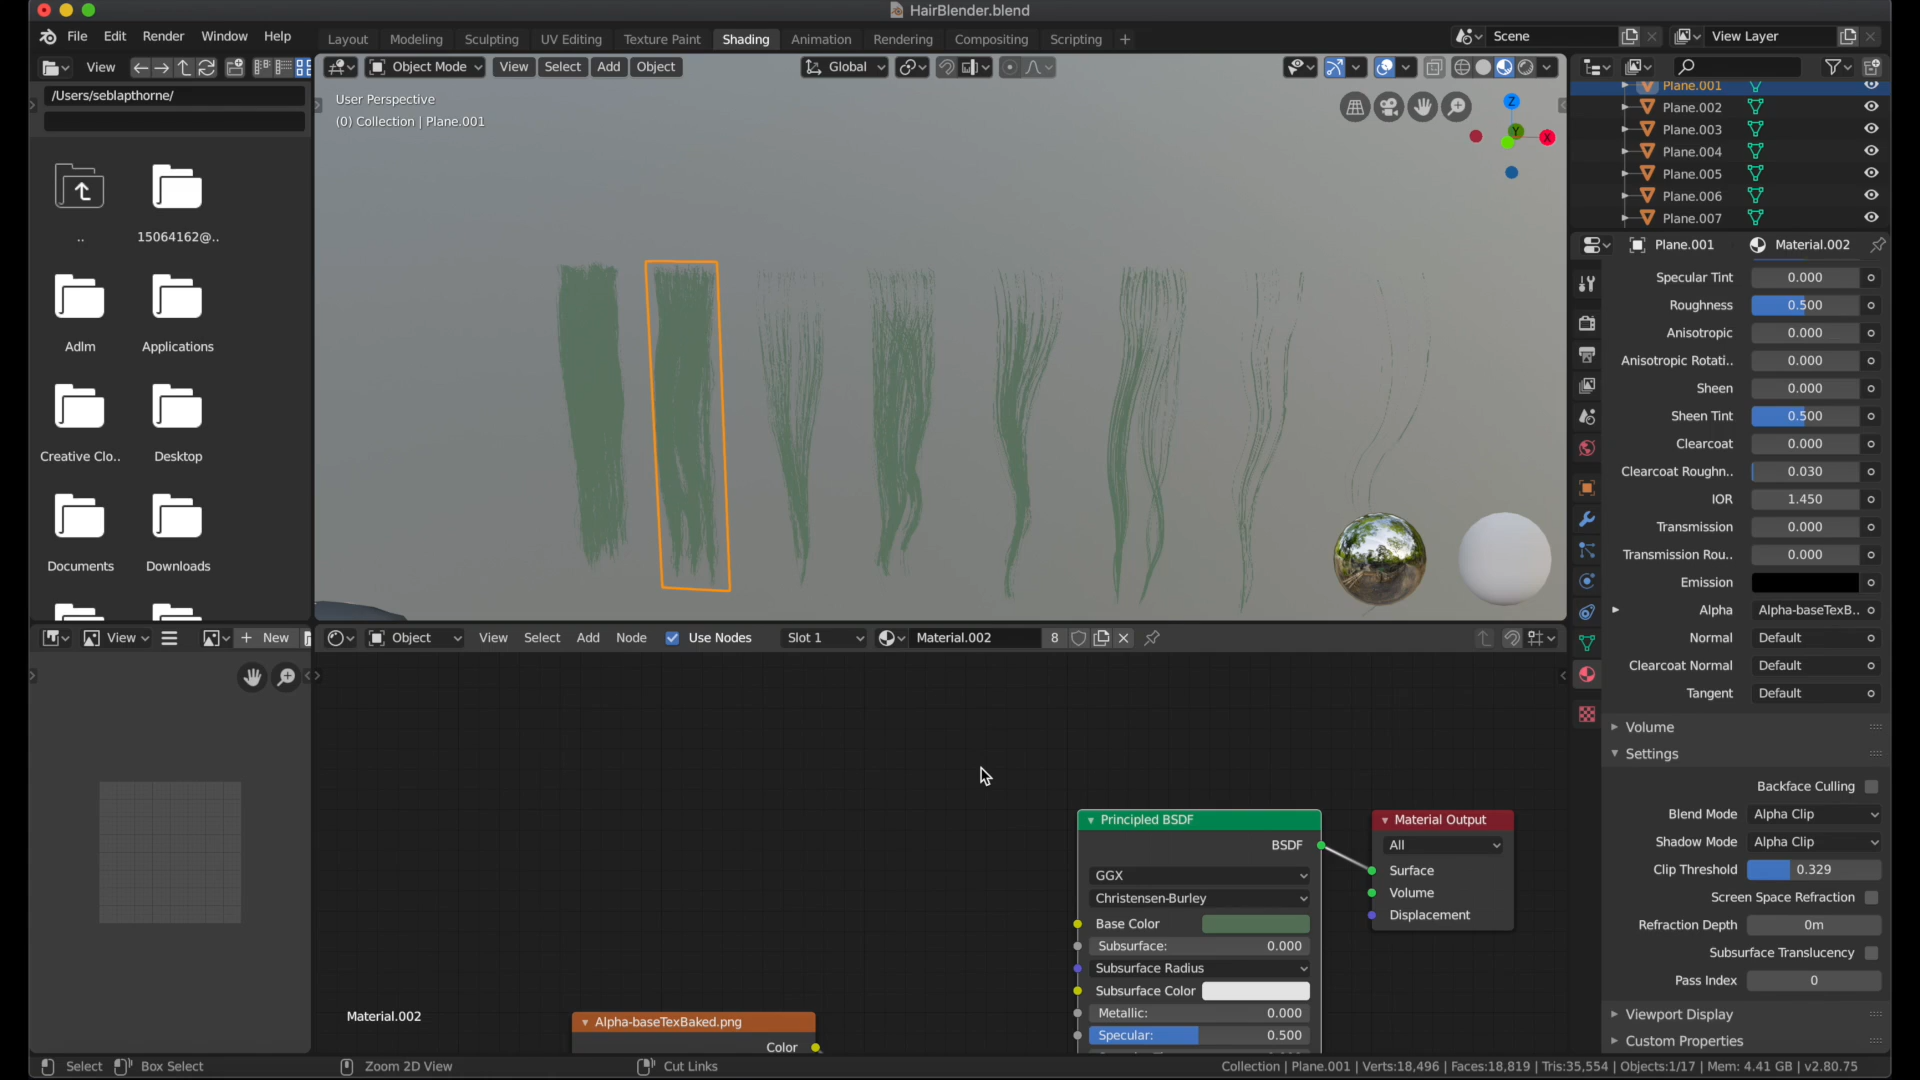 HairBlender.blend
File Edit Render Window Help
Layout Modeling Sculpting UV Editing Texture Paint Shading Animation Rendering Compositing Scripting +
Scene
View Layer
View
/Users/seblapthorne/
..
15064162@..
AdIm
Applications
Creative Clo..
Desktop
Documents
Downloads
Object Mode View Select Add Object
Global
User Perspective
(0) Collection | Plane.001
Z
Y
X
Plane.001
Plane.002
Plane.003
Plane.004
Plane.005
Plane.006
Plane.007
Plane.001 Material.002
Specular Tint 0.000
Roughness 0.500
Anisotropic 0.000
Anisotropic Rotati.. 0.000
Sheen 0.000
Sheen Tint 0.500
Clearcoat 0.000
Clearcoat Roughn.. 0.030
IOR 1.450
Transmission 0.000
Transmission Rou.. 0.000
Emission
Alpha Alpha-baseTexB..
Normal Default
Clearcoat Normal Default
Tangent Default
Volume
Settings
Backface Culling
Blend Mode Alpha Clip
Shadow Mode Alpha Clip
Clip Threshold 0.329
Screen Space Refraction
Refraction Depth 0m
Subsurface Translucency
Pass Index 0
Viewport Display
Custom Properties
View + New
Object View Select Add Node Use Nodes Slot 1 Material.002 8
Principled BSDF
BSDF
GGX
Christensen-Burley
Base Color
Subsurface: 0.000
Subsurface Radius
Subsurface Color
Metallic: 0.000
Specular: 0.500
Material Output
All
Surface
Volume
Displacement
Material.002
Alpha-baseTexBaked.png
Color
Select Box Select Zoom 2D View Cut Links
Collection | Plane.001 | Verts:18,496 | Faces:18,819 | Tris:35,554 | Objects:1/17 | Mem: 4.41 GB | v2.80.75